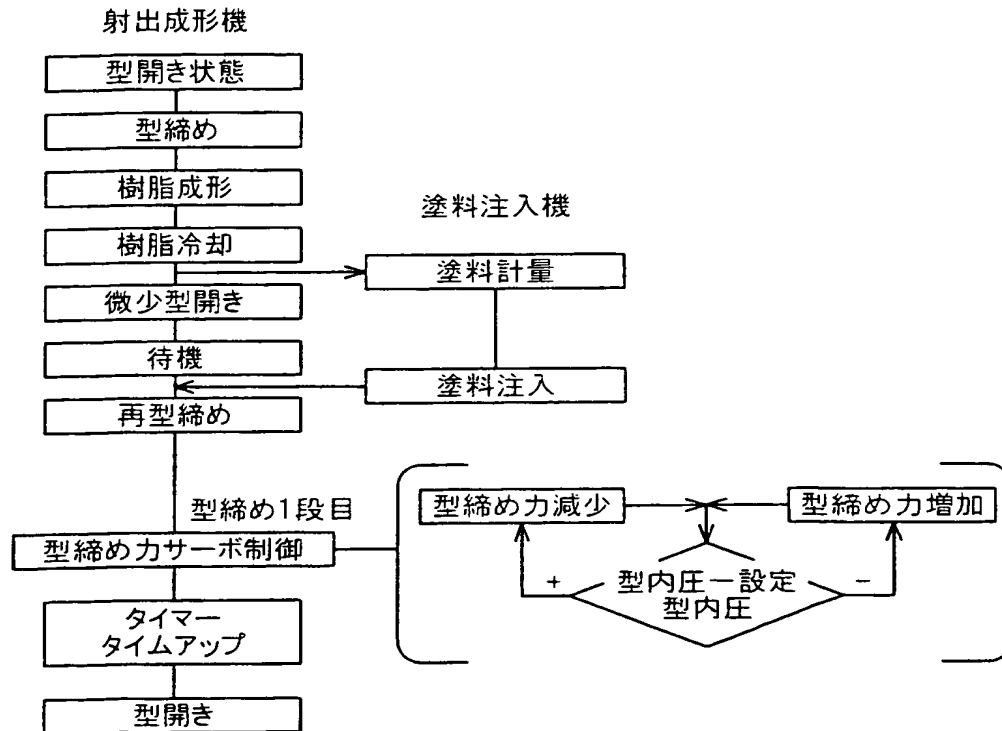 射出成形機
型開き状態
型締め
樹脂成形
樹脂冷却
微少型開き
待機
再型締め
型締め1段目
型締め力サーボ制御
タイマー
タイムアップ
型開き
塗料注入機
塗料計量
塗料注入
型締め力減少
型締め力増加
+
型内圧ー設定
型内圧
-